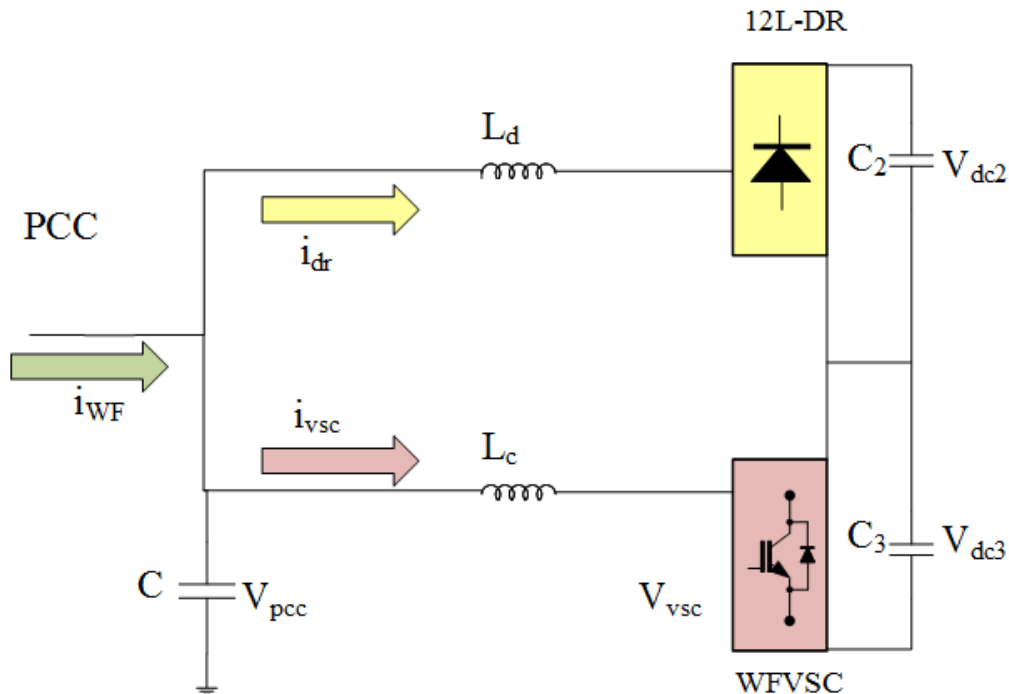 12L-DR
L_d
C_2
V_dc2
PCC
i_dr
i_WF
i_vsc
L_c
C_3
V_dc3
C
V_pcc
V_vsc
WFVSC